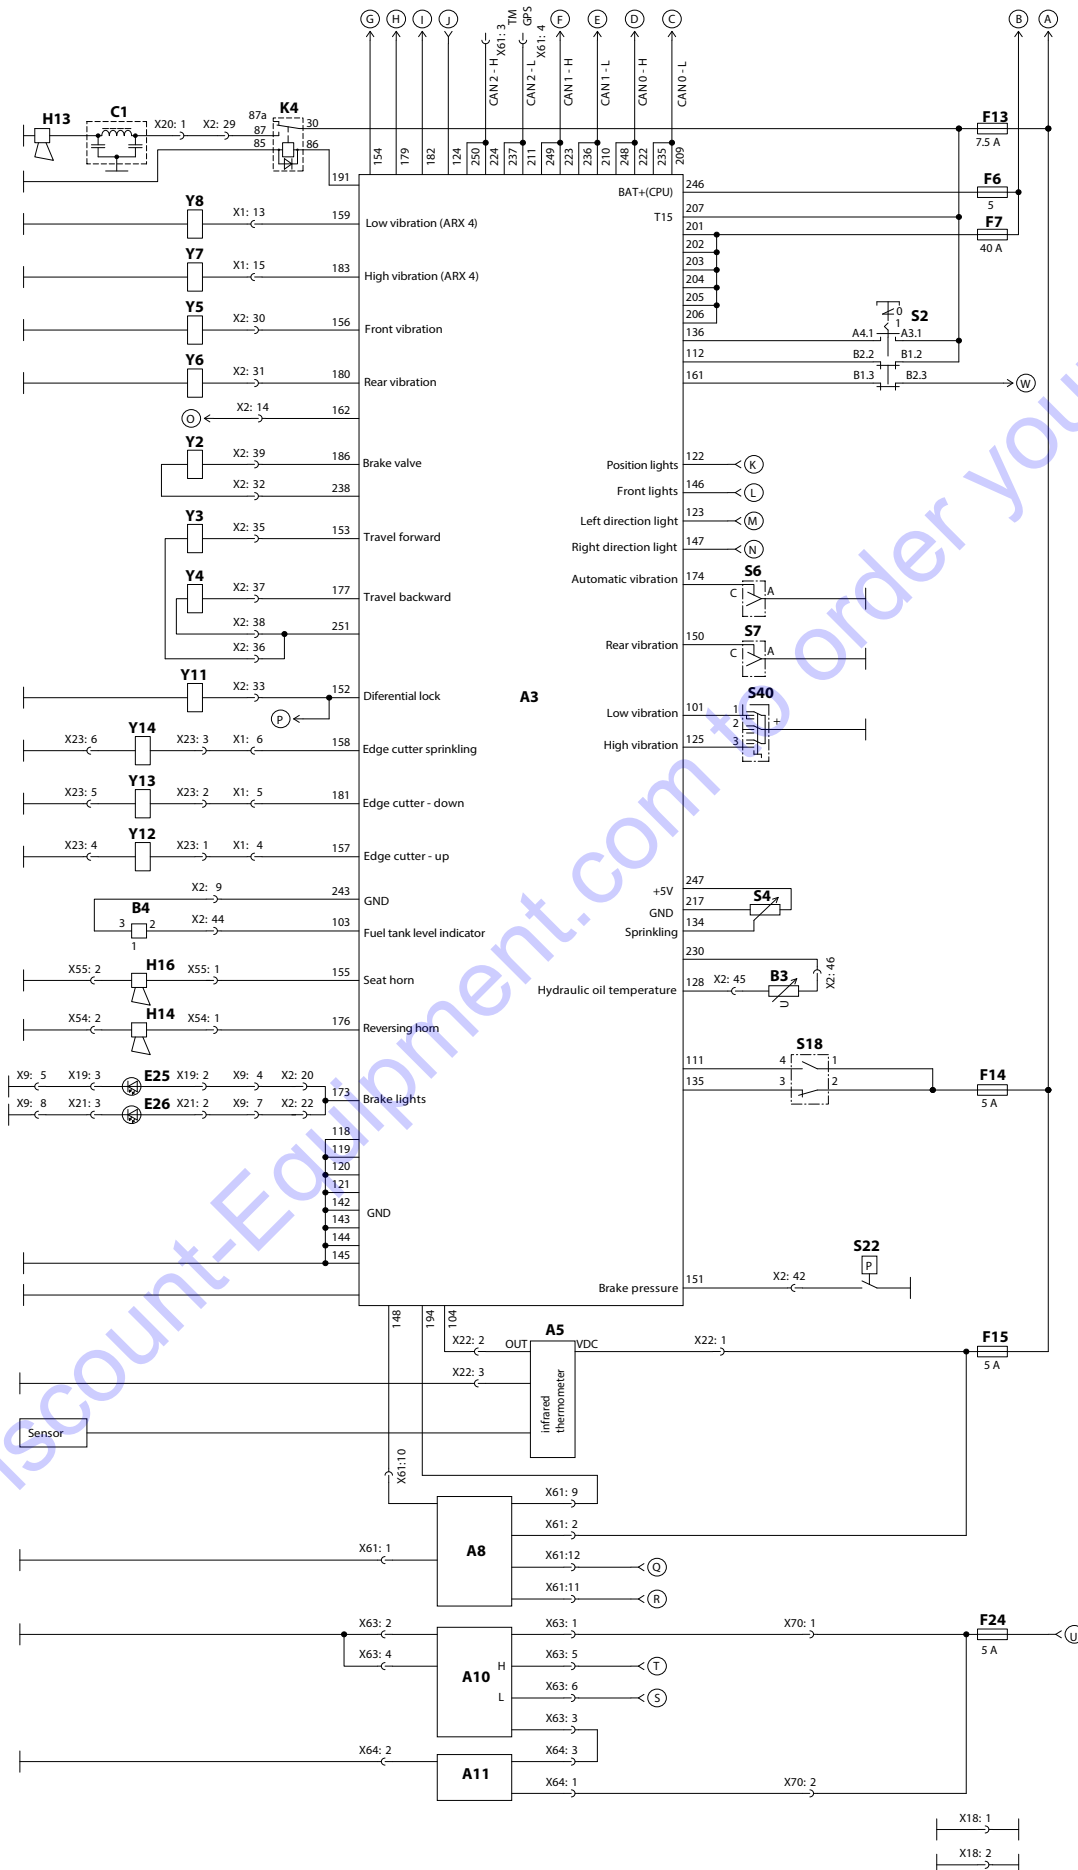 G H I J
CAN 2 - H
X61: 3
TM
CAN 2 - L
GPS
X61: 4
F
CAN 1 - H
E
CAN 1 - L
D
CAN 0 - H
C
CAN 0 - L
B A
H13 C1 X20: 1 X2: 29 K4
87a 30
87
85 86
F13
7.5 A
154 179 182 124 250 224 237 211 249 223 236 210 248 222 235 209
191
BAT+(CPU) 246 F6
5
T15 207
201 F7
40 A
202
203
204
205
206
Y8 X1: 13 159 Low vibration (ARX 4)
Y7 X1: 15 183 High vibration (ARX 4)
Y5 X2: 30 156 Front vibration
Y6 X2: 31 180 Rear vibration
O X2: 14 162
136 A4.1 0 1 S2 A3.1
112 B2.2 B1.2
161 B1.3 B2.3 W
Y2 X2: 39 186 Brake valve
X2: 32 238
Y3 X2: 35 153 Travel forward
Y4 X2: 37 177 Travel backward
X2: 38 251
X2: 36
Position lights 122 K
Front lights 146 L
Left direction light 123 M
Right direction light 147 N
Automatic vibration 174 S6
C A
Rear vibration 150 S7
C A
Y11 X2: 33 152 Diferential lock
P
A3
S40
Low vibration 101 1
2 +
High vibration 125 3
X23: 6 Y14 X23: 3 X1: 6 158 Edge cutter sprinkling
X23: 5 Y13 X23: 2 X1: 5 181 Edge cutter - down
X23: 4 Y12 X23: 1 X1: 4 157 Edge cutter - up
X2: 9 243 GND
B4 3 2 1 X2: 44 103 Fuel tank level indicator
+5V 247
GND 217 S4
Sprinkling 134
230
X2: 46
Hydraulic oil temperature 128 X2: 45 B3
U
X55: 2 H16 X55: 1 155 Seat horn
X54: 2 H14 X54: 1 176 Reversing horn
S18
111 4 1
135 3 2 F14
5 A
X9: 5 X19: 3 E25 X19: 2 X9: 4 X2: 20
173 Brake lights
X9: 8 X21: 3 E26 X21: 2 X9: 7 X2: 22
118
119
120
121
142
GND
143
144
145
Brake pressure 151 X2: 42 S22
P
148 194 104
X22: 2 OUT A5 VDC X22: 1 F15
5 A
X22: 3
infrared
thermometer
Sensor
X61:10
X61: 9
X61: 2
X61: 1 A8 X61:12 Q
X61:11 R
X63: 2 X63: 1 X70: 1 F24
5 A
U
X63: 4 A10 H X63: 5 T
L X63: 6 S
X63: 3
X64: 2 A11 X64: 3
X64: 1 X70: 2
X18: 1
X18: 2
iscount-Equipment.com to order you